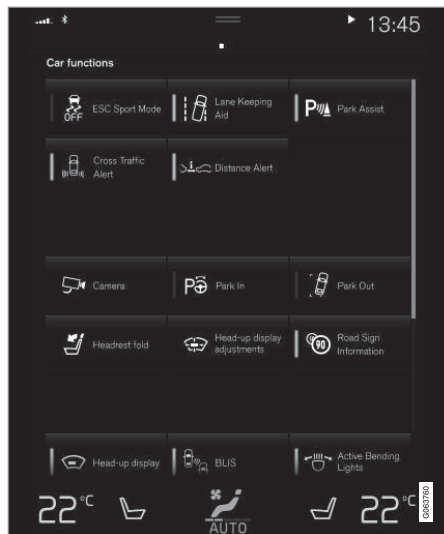 13:45
Car functions
OFF
ESC Sport Mode
Lane Keeping
Aid
P
Park Assist
Cross Traffic
Alert
Distance Alert
Camera
P
Park In
Park Out
Headrest fold
Head-up display
adjustments
90
Road Sign
Information
Head-up display
BUS
Active Bending
Lights
22°C
AUTO
22°C
G063760